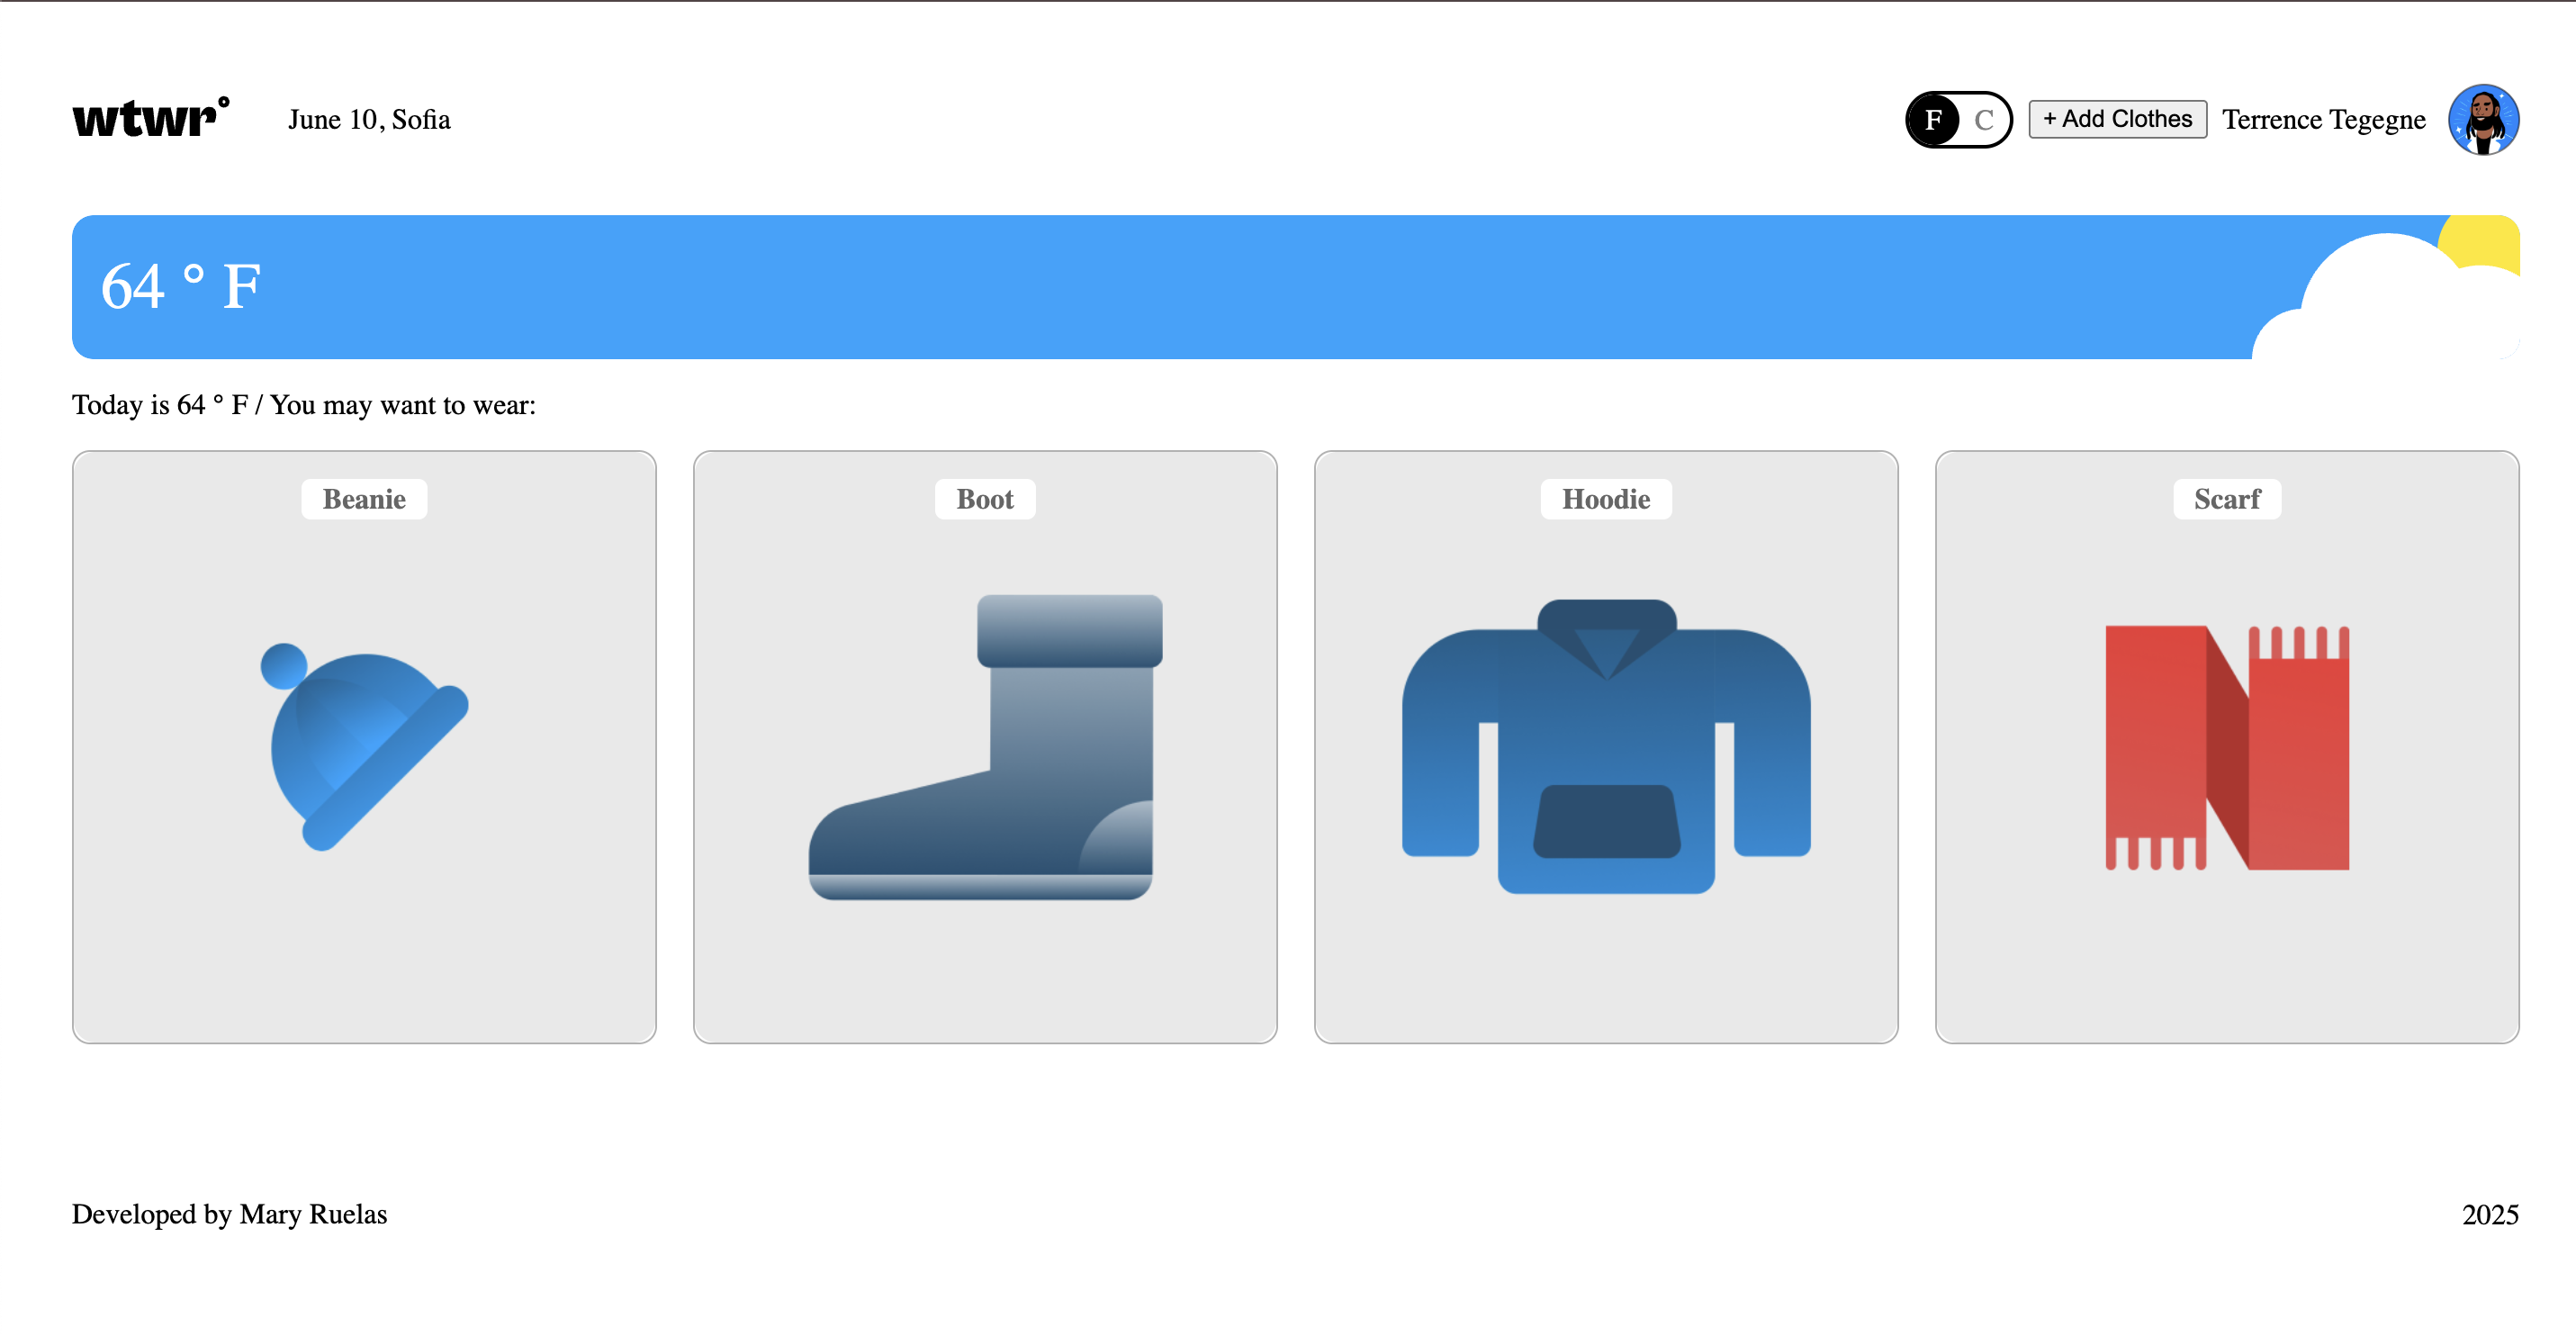 wtwr°
June 10, Sofia
F C
+ Add Clothes
Terrence Tegegne
64 ° F
Today is 64 ° F / You may want to wear:
Beanie
Boot
Hoodie
Scarf
Developed by Mary Ruelas
2025